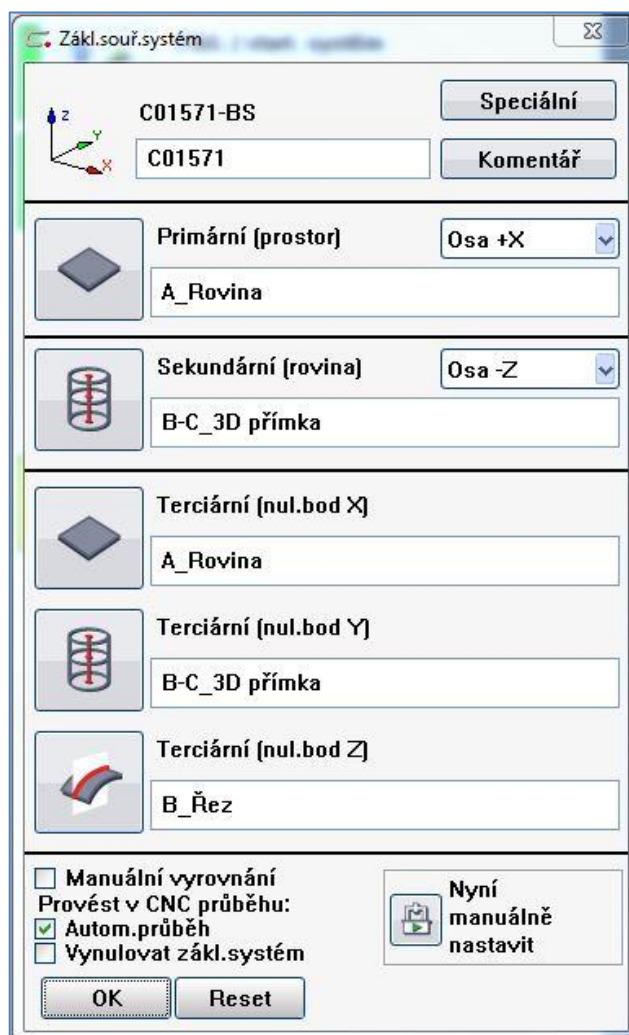 Zákl.souř.systém
Z
Y
X
C01571-BS
Speciální
C01571
Komentář
Primární (prostor)
Osa +X
A_Rovina
Sekundární (rovina)
Osa -Z
B-C_3D přímka
Terciární (nul.bod X)
A_Rovina
Terciární (nul.bod Y)
B-C_3D přímka
Terciární (nul.bod Z)
B_Řez
Manuální vyrovnání
Provést v CNC průběhu:
Autom.průběh
Vynulovat zákl.systém
Nyní
manuálně
nastavit
OK
Reset